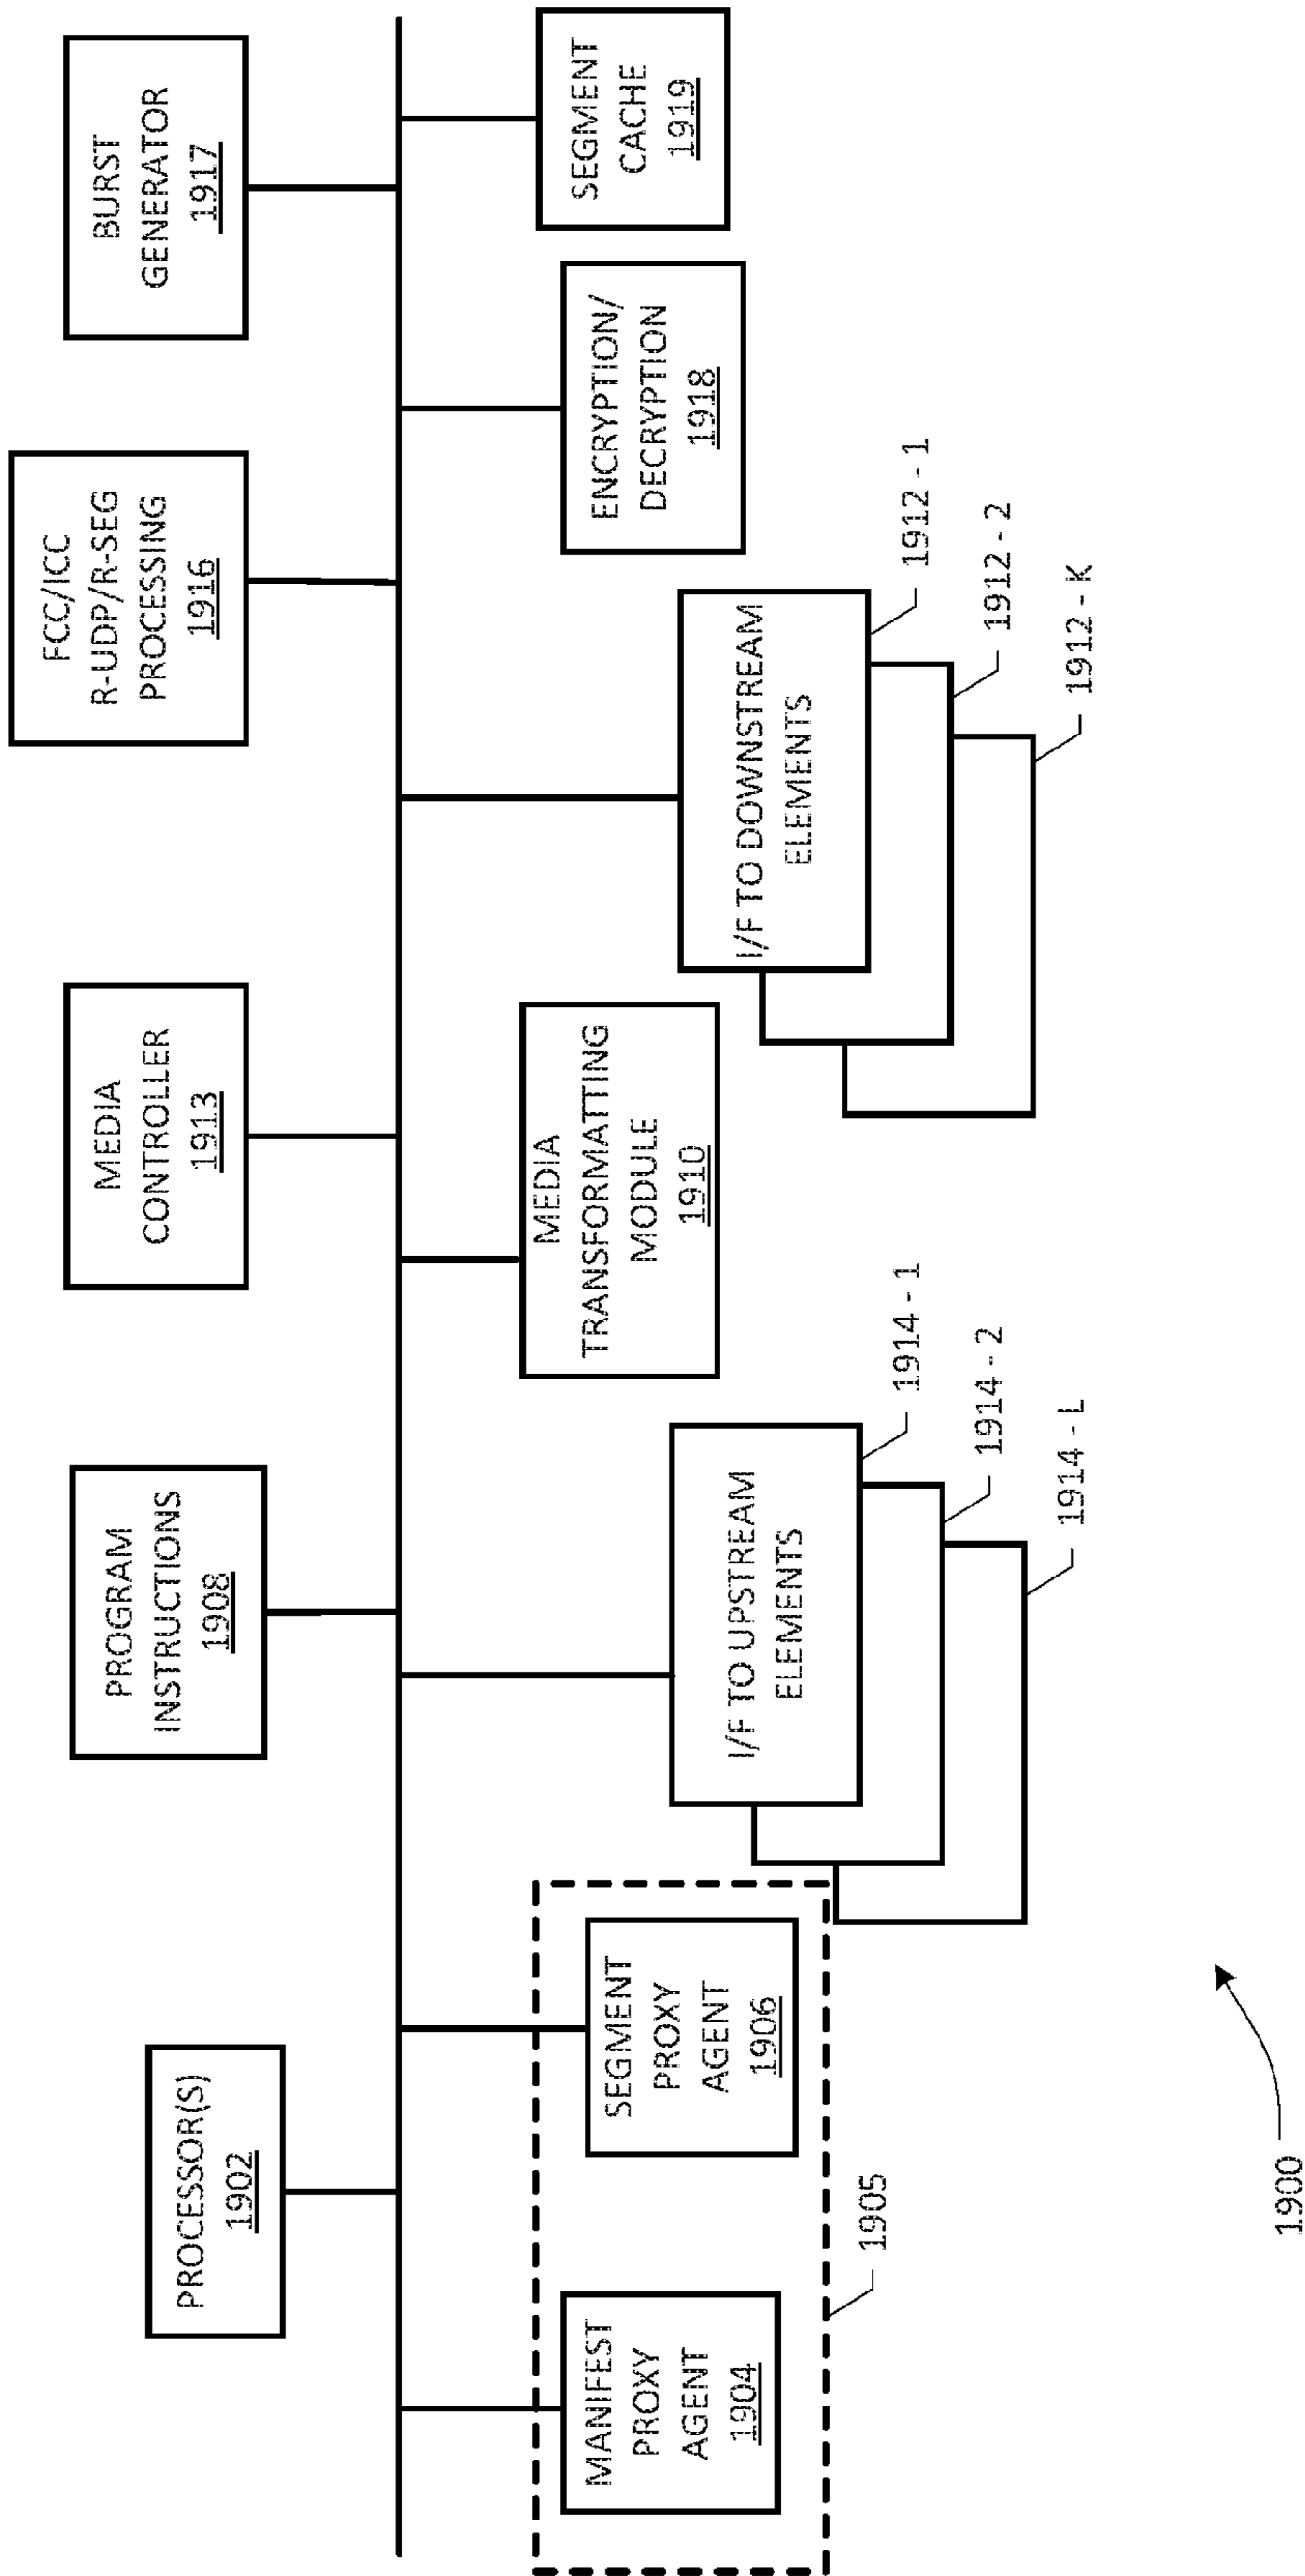 PROCESSOR(S)
1902
PROGRAM
INSTRUCTIONS
1908
MEDIA
CONTROLLER
1913
FCC/ICC
R-UDP/R-SEG
PROCESSING
1916
BURST
GENERATOR
1917
MANIFEST
PROXY
AGENT
1904
SEGMENT
PROXY
AGENT
1906
1905
I/F TO UPSTREAM
ELEMENTS
1914 - 1
1914 - 2
1914 - L
MEDIA
TRANSFORMATTING
MODULE
1910
I/F TO DOWNSTREAM
ELEMENTS
1912 - 1
1912 - 2
1912 - K
ENCRYPTION/
DECRYPTION
1918
SEGMENT
CACHE
1919
1900